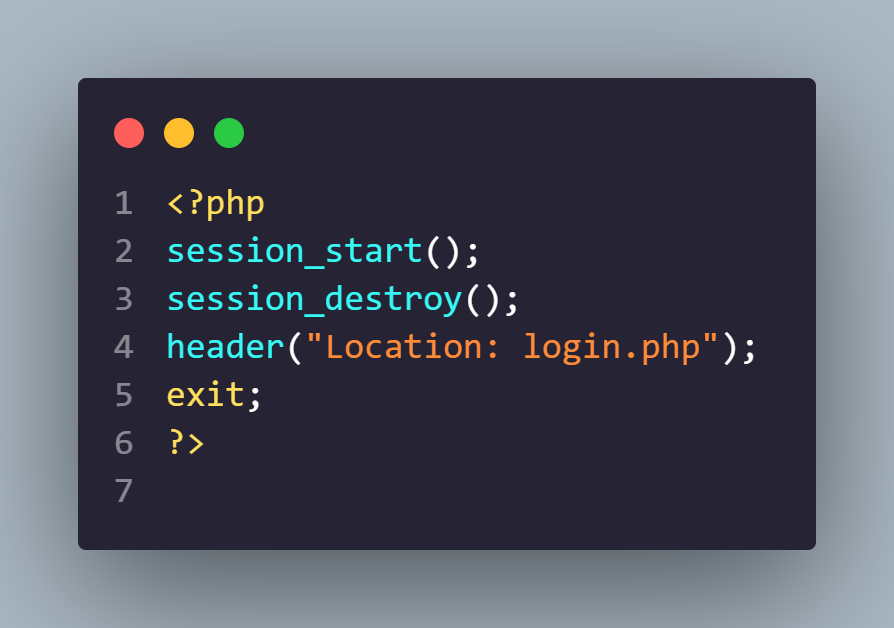 1 <?php
2 session_start();
3 session_destroy();
4 header("Location: login.php");
5 exit;
6 ?>
7